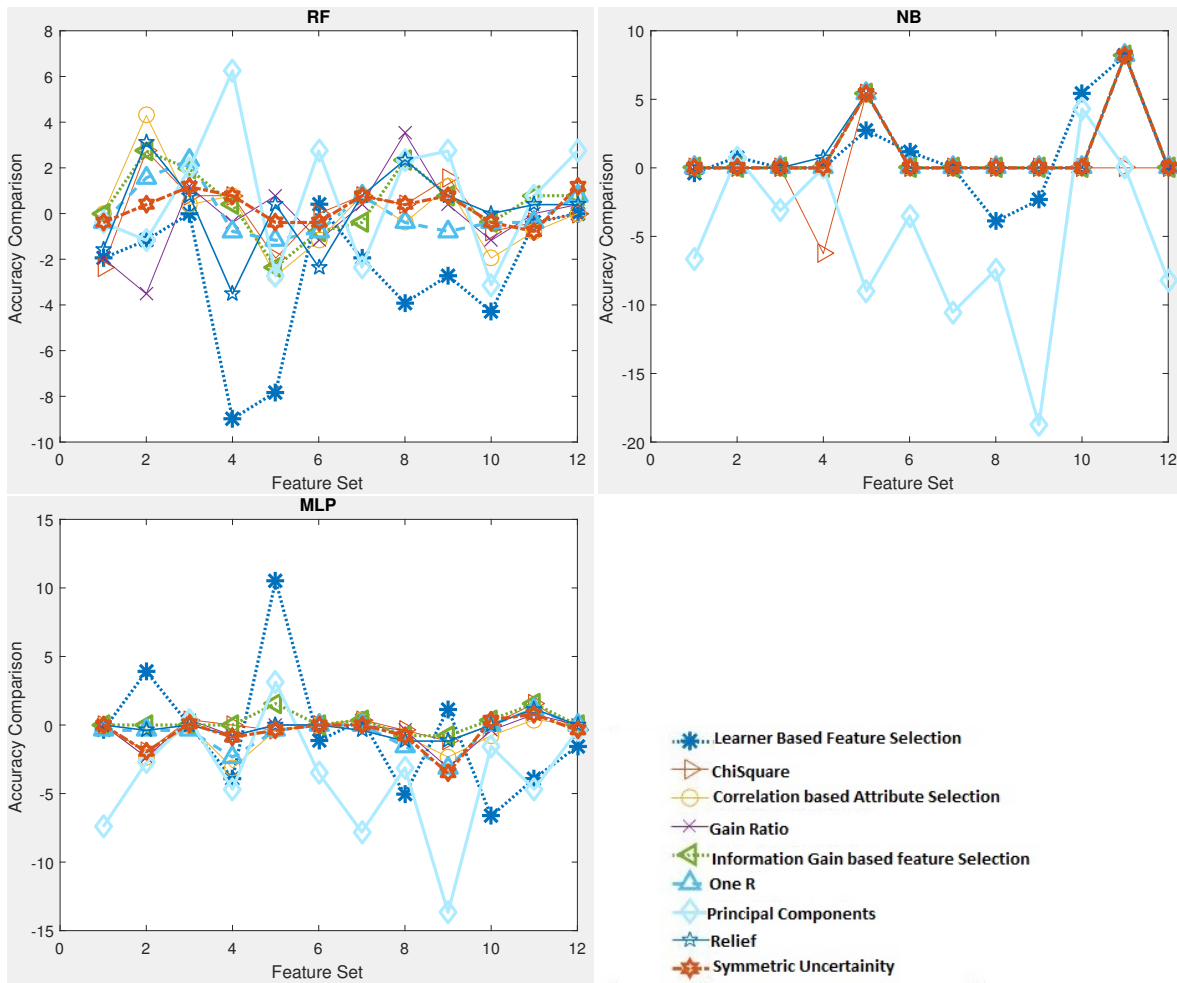 RF
8
6
4
2
0
-2
-4
-6
-8
-10
0 2 4 6 8 10 12
Accuracy Comparison
Feature Set
NB
10
5
0
-5
-10
-15
-20
0 2 4 6 8 10 12
Accuracy Comparison
Feature Set
MLP
15
10
5
0
-5
-10
-15
0 2 4 6 8 10 12
Accuracy Comparison
Feature Set
Learner Based Feature Selection
ChiSquare
Correlation based Attribute Selection
Gain Ratio
Information Gain based feature Selection
One R
Principal Components
Relief
Symmetric Uncertainity